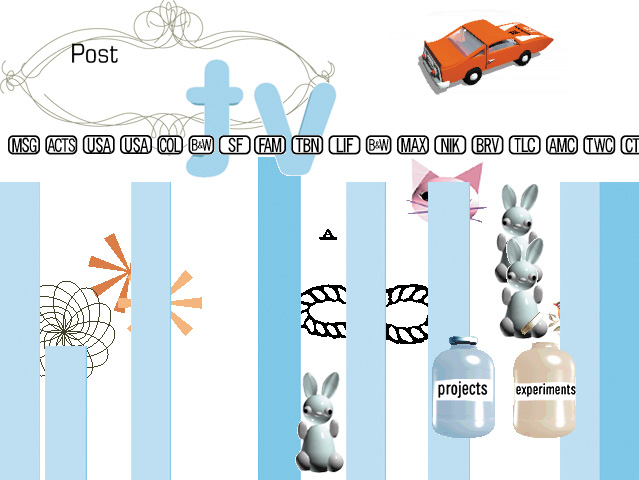 Post
tv
MSG ACTS USA USA COL B&W SF FAM TBN LIF B&W MAX NIK BRV TLC AMC TWC CT
A
projects
experiments